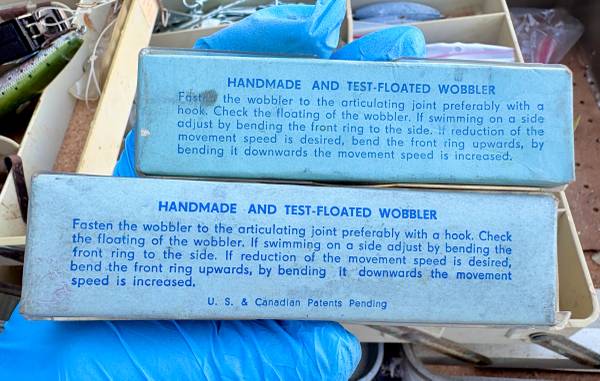 HANDMADE AND TEST-FLOATED WOBBLER
Fasten the wobbler to the articulating joint preferably with a
hook. Check the floating of the wobbler. If swimming on a side
adjust by bending the front ring to the side. If reduction of the
movement speed is desired, bend the front ring upwards, by
bending it downwards the movement speed is increased.
HANDMADE AND TEST-FLOATED WOBBLER
Fasten the wobbler to the articulating joint preferably with a hook. Check
the floating of the wobbler. If swimming on a side adjust by bending the
front ring to the side. If reduction of the movement speed is desired,
bend the front ring upwards, by bending it downwards the movement
speed is increased.
U. S. & Canadian Patents Pending